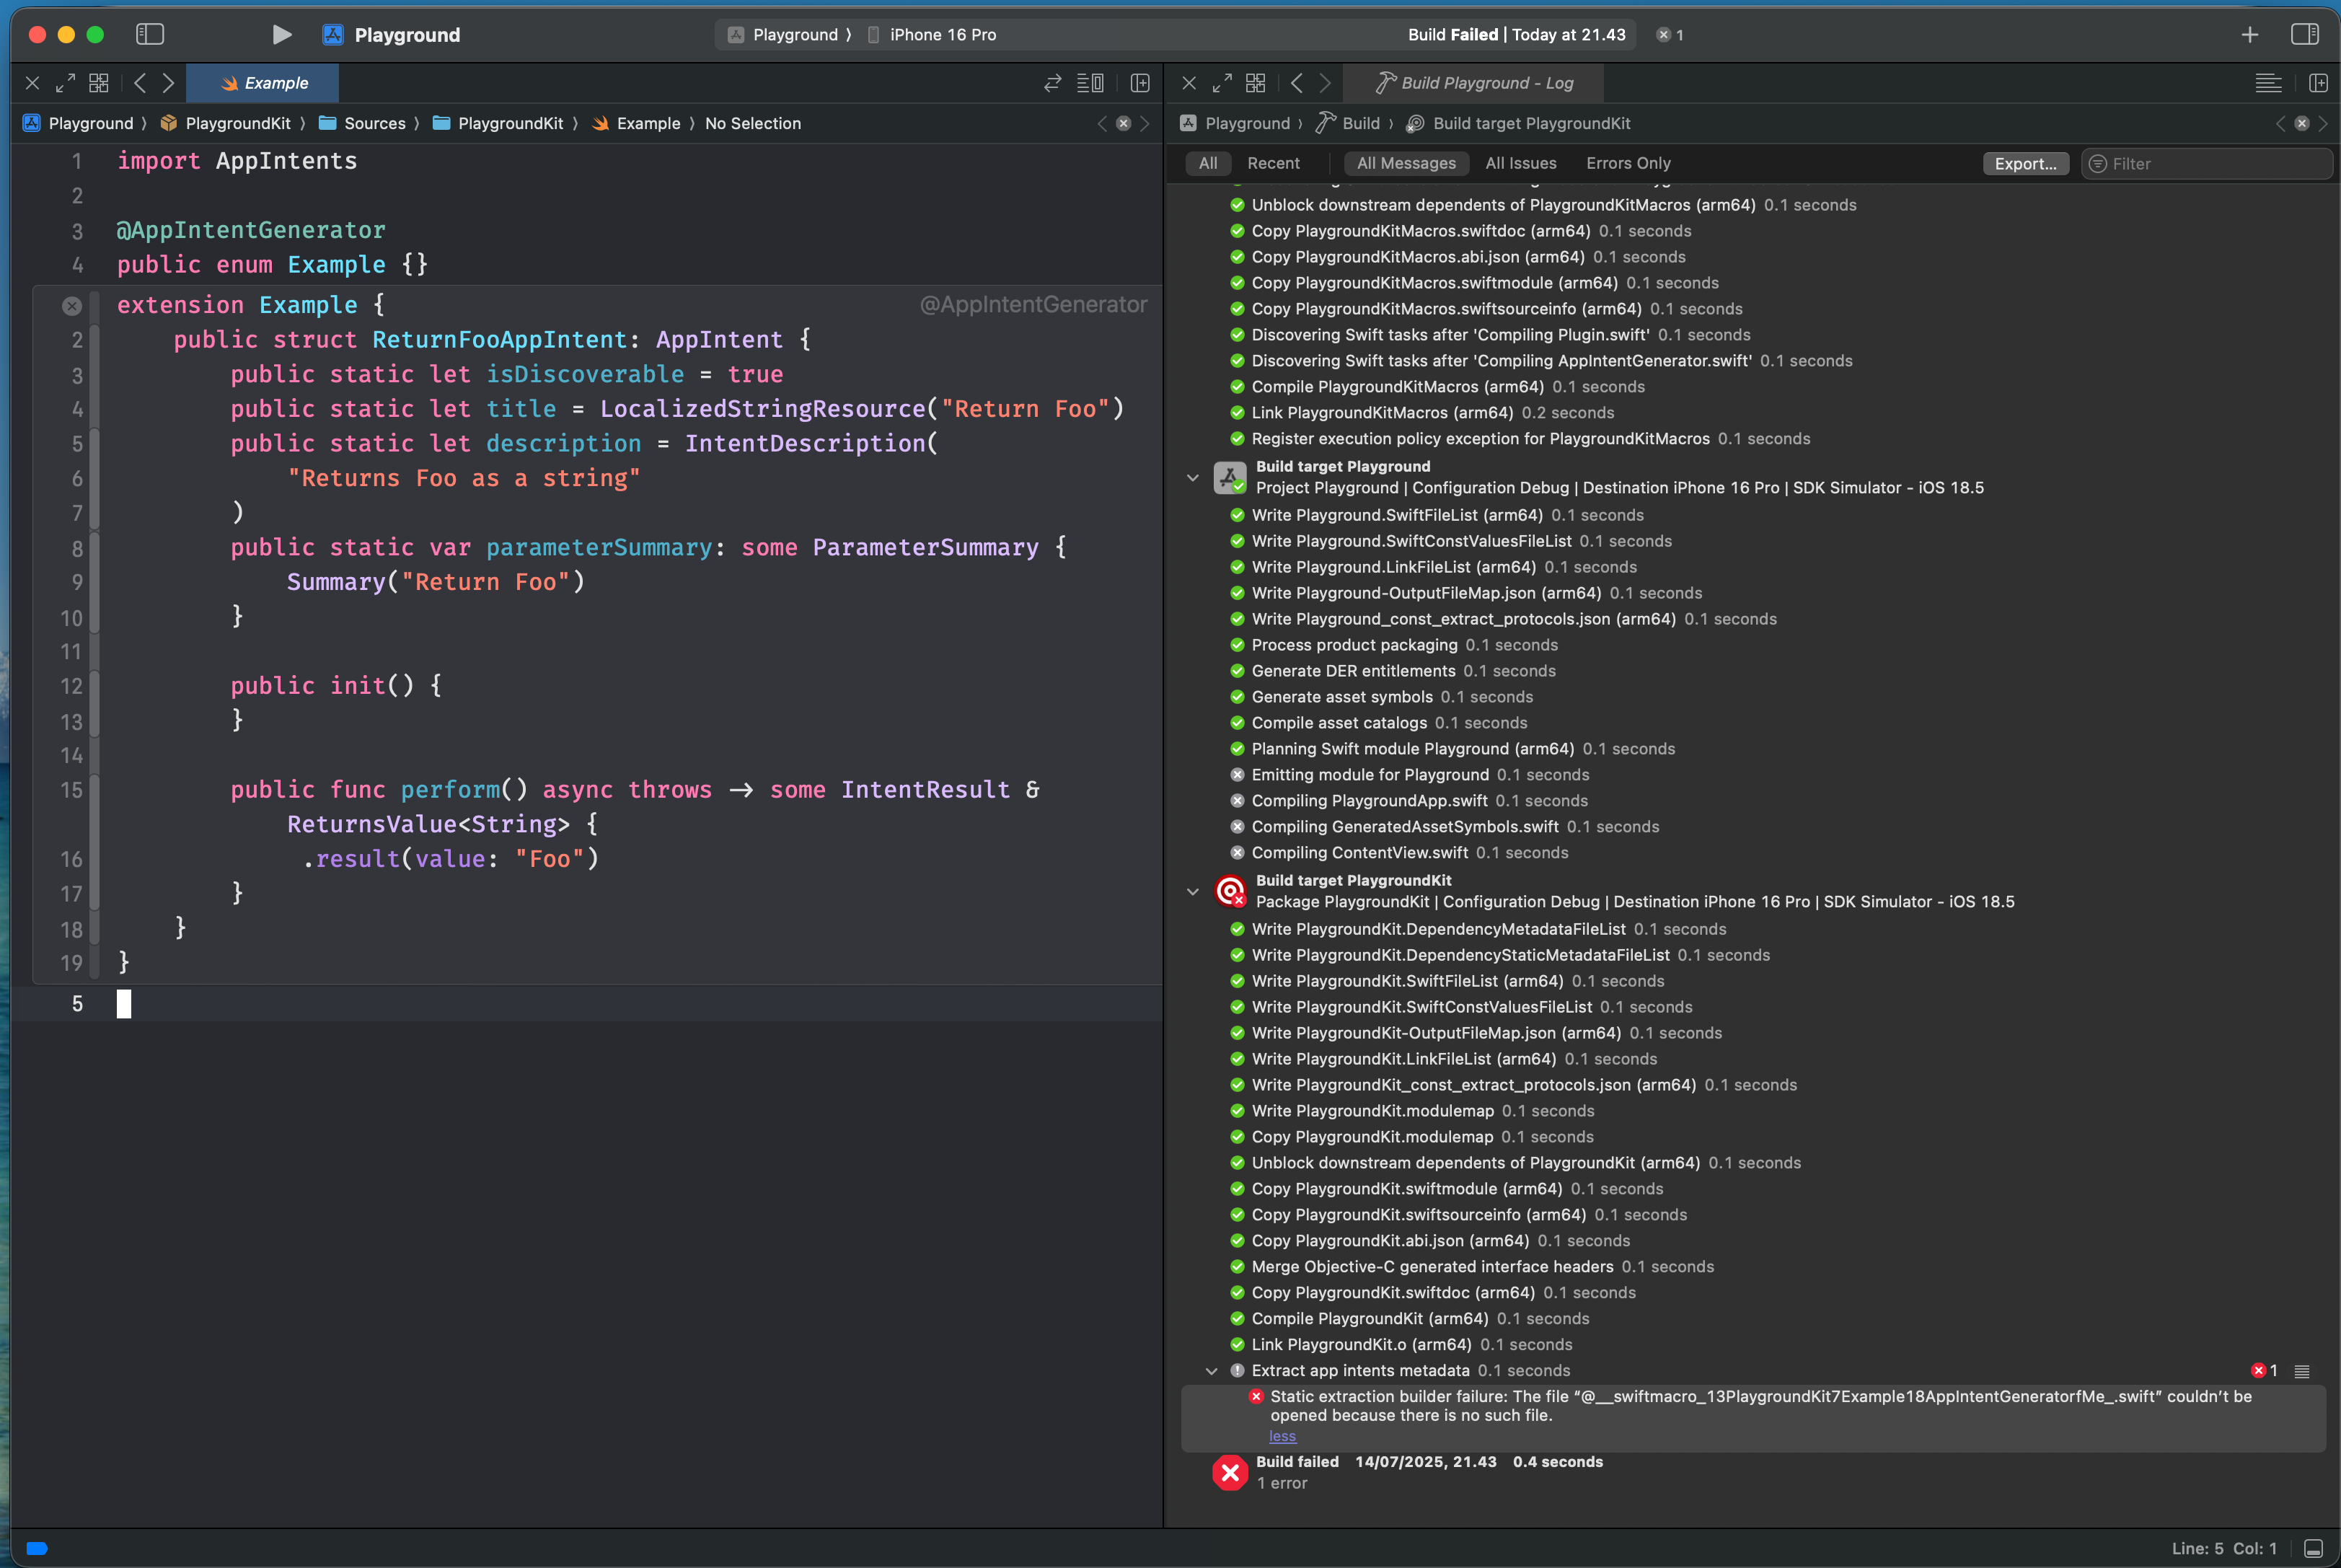 Playground
Playground 〉 iPhone 16 Pro
Build Failed | Today at 21.43
1
Example
Build Playground - Log
Playground 〉 PlaygroundKit 〉 Sources 〉 PlaygroundKit 〉 Example 〉 No Selection
Playground 〉 Build 〉 Build target PlaygroundKit
All Recent All Messages All Issues Errors Only Export... Filter
1 import AppIntents
2
3 @AppIntentGenerator
4 public enum Example {}
extension Example { @AppIntentGenerator
2 public struct ReturnFooAppIntent: AppIntent {
3 public static let isDiscoverable = true
4 public static let title = LocalizedStringResource("Return Foo")
5 public static let description = IntentDescription(
6 "Returns Foo as a string"
7 )
8 public static var parameterSummary: some ParameterSummary {
9 Summary("Return Foo")
10 }
11
12 public init() {
13 }
14
15 public func perform() async throws → some IntentResult &
ReturnsValue<String> {
16 .result(value: "Foo")
17 }
18 }
19 }
5
Unblock downstream dependents of PlaygroundKitMacros (arm64) 0.1 seconds
Copy PlaygroundKitMacros.swiftdoc (arm64) 0.1 seconds
Copy PlaygroundKitMacros.abi.json (arm64) 0.1 seconds
Copy PlaygroundKitMacros.swiftmodule (arm64) 0.1 seconds
Copy PlaygroundKitMacros.swiftsourceinfo (arm64) 0.1 seconds
Discovering Swift tasks after 'Compiling Plugin.swift' 0.1 seconds
Discovering Swift tasks after 'Compiling AppIntentGenerator.swift' 0.1 seconds
Compile PlaygroundKitMacros (arm64) 0.1 seconds
Link PlaygroundKitMacros (arm64) 0.2 seconds
Register execution policy exception for PlaygroundKitMacros 0.1 seconds
Build target Playground
Project Playground | Configuration Debug | Destination iPhone 16 Pro | SDK Simulator - iOS 18.5
Write Playground.SwiftFileList (arm64) 0.1 seconds
Write Playground.SwiftConstValuesFileList 0.1 seconds
Write Playground.LinkFileList (arm64) 0.1 seconds
Write Playground-OutputFileMap.json (arm64) 0.1 seconds
Write Playground_const_extract_protocols.json (arm64) 0.1 seconds
Process product packaging 0.1 seconds
Generate DER entitlements 0.1 seconds
Generate asset symbols 0.1 seconds
Compile asset catalogs 0.1 seconds
Planning Swift module Playground (arm64) 0.1 seconds
Emitting module for Playground 0.1 seconds
Compiling PlaygroundApp.swift 0.1 seconds
Compiling GeneratedAssetSymbols.swift 0.1 seconds
Compiling ContentView.swift 0.1 seconds
Build target PlaygroundKit
Package PlaygroundKit | Configuration Debug | Destination iPhone 16 Pro | SDK Simulator - iOS 18.5
Write PlaygroundKit.DependencyMetadataFileList 0.1 seconds
Write PlaygroundKit.DependencyStaticMetadataFileList 0.1 seconds
Write PlaygroundKit.SwiftFileList (arm64) 0.1 seconds
Write PlaygroundKit.SwiftConstValuesFileList 0.1 seconds
Write PlaygroundKit-OutputFileMap.json (arm64) 0.1 seconds
Write PlaygroundKit.LinkFileList (arm64) 0.1 seconds
Write PlaygroundKit_const_extract_protocols.json (arm64) 0.1 seconds
Write PlaygroundKit.modulemap 0.1 seconds
Copy PlaygroundKit.modulemap 0.1 seconds
Unblock downstream dependents of PlaygroundKit (arm64) 0.1 seconds
Copy PlaygroundKit.swiftmodule (arm64) 0.1 seconds
Copy PlaygroundKit.swiftsourceinfo (arm64) 0.1 seconds
Copy PlaygroundKit.abi.json (arm64) 0.1 seconds
Merge Objective-C generated interface headers 0.1 seconds
Copy PlaygroundKit.swiftdoc (arm64) 0.1 seconds
Compile PlaygroundKit (arm64) 0.1 seconds
Link PlaygroundKit.o (arm64) 0.1 seconds
Extract app intents metadata 0.1 seconds 1
Static extraction builder failure: The file “@__swiftmacro_13PlaygroundKit7Example18AppIntentGeneratorfMe_.swift” couldn’t be
opened because there is no such file.
less
Build failed 14/07/2025, 21.43 0.4 seconds
1 error
Line: 5 Col: 1